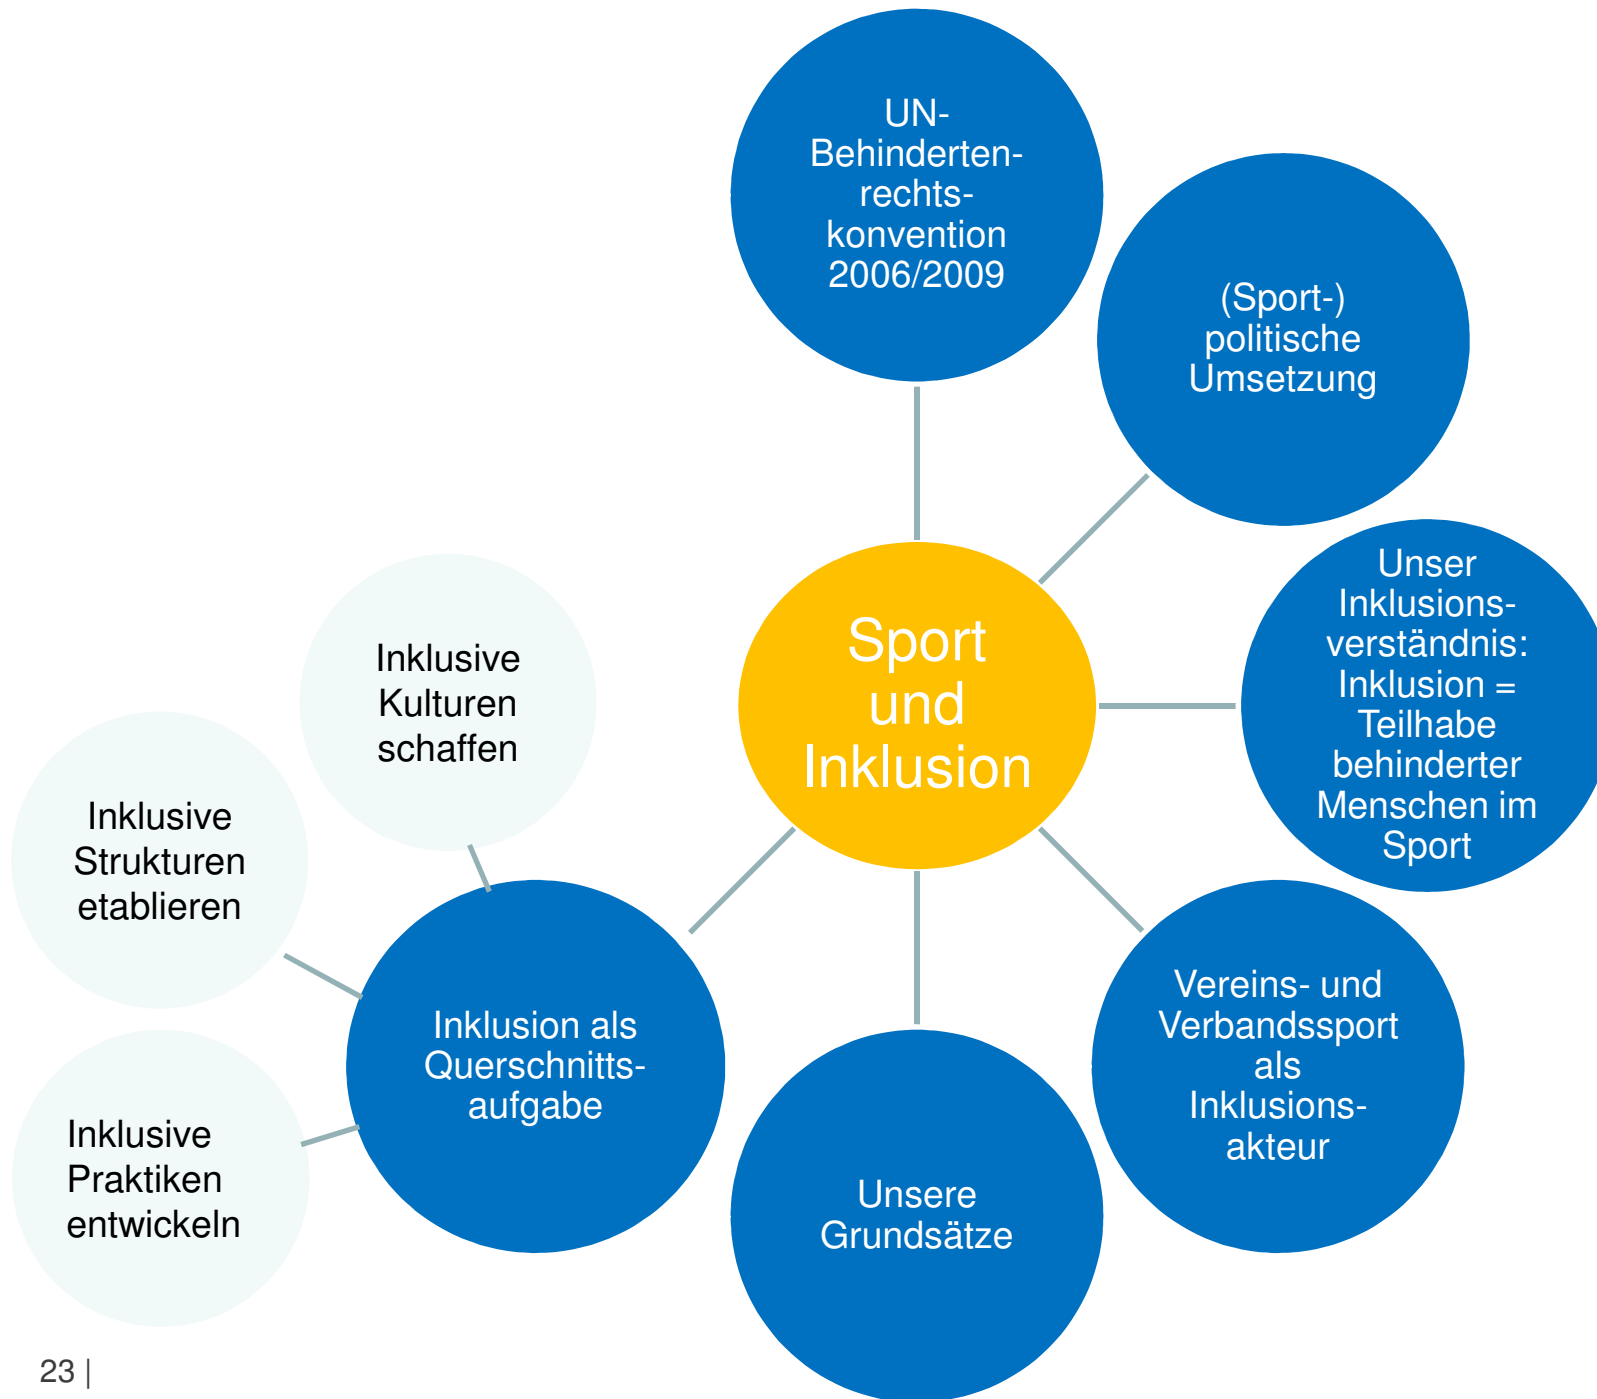 UN-
Behinderten-
rechts-
konvention
2006/2009
(Sport-)
politische
Umsetzung
Unser
Inklusions-
verständnis:
Inklusion =
Teilhabe
behinderter
Menschen im
Sport
Sport
und
Inklusion
Inklusive
Kulturen
schaffen
Inklusive
Strukturen
etablieren
Inklusive
Praktiken
entwickeln
Inklusion als
Querschnitts-
aufgabe
Unsere
Grundsätze
Vereins- und
Verbandssport
als
Inklusions-
akteur
23 |